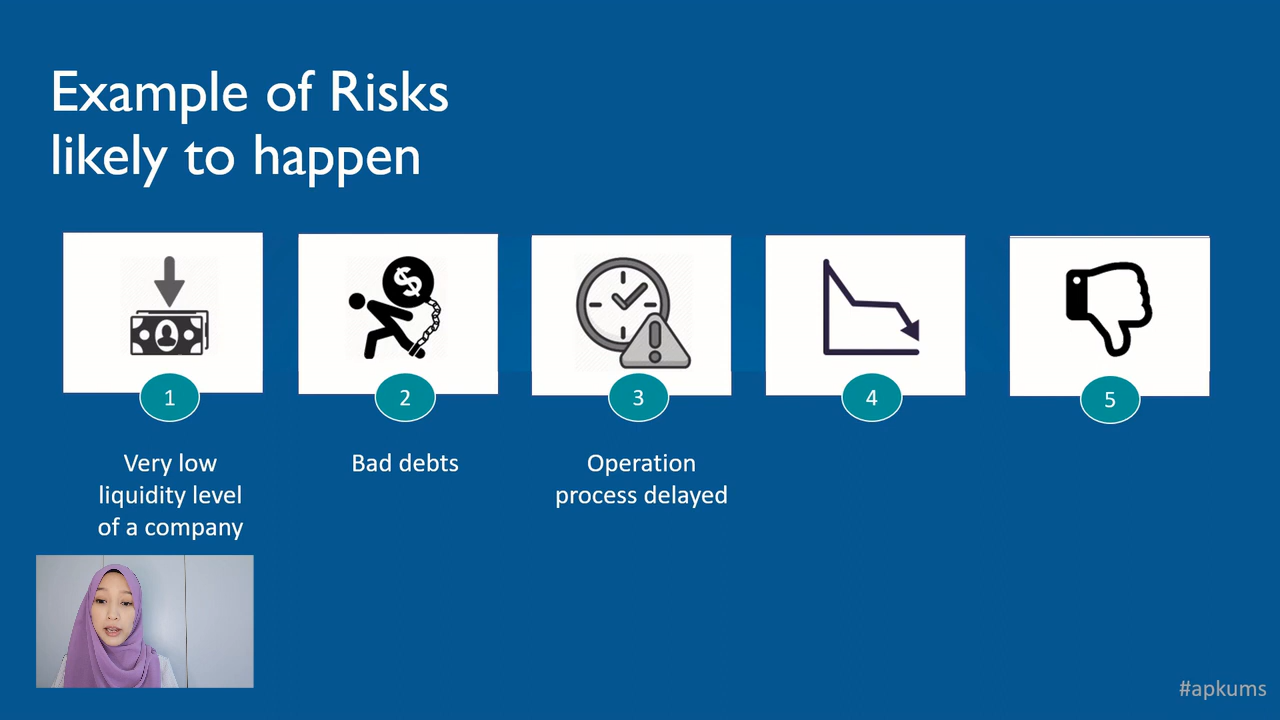 Example of Risks
likely to happen
$
1
2
3
4
5
Very low
liquidity level
of a company
Bad debts
Operation
process delayed
#apkums